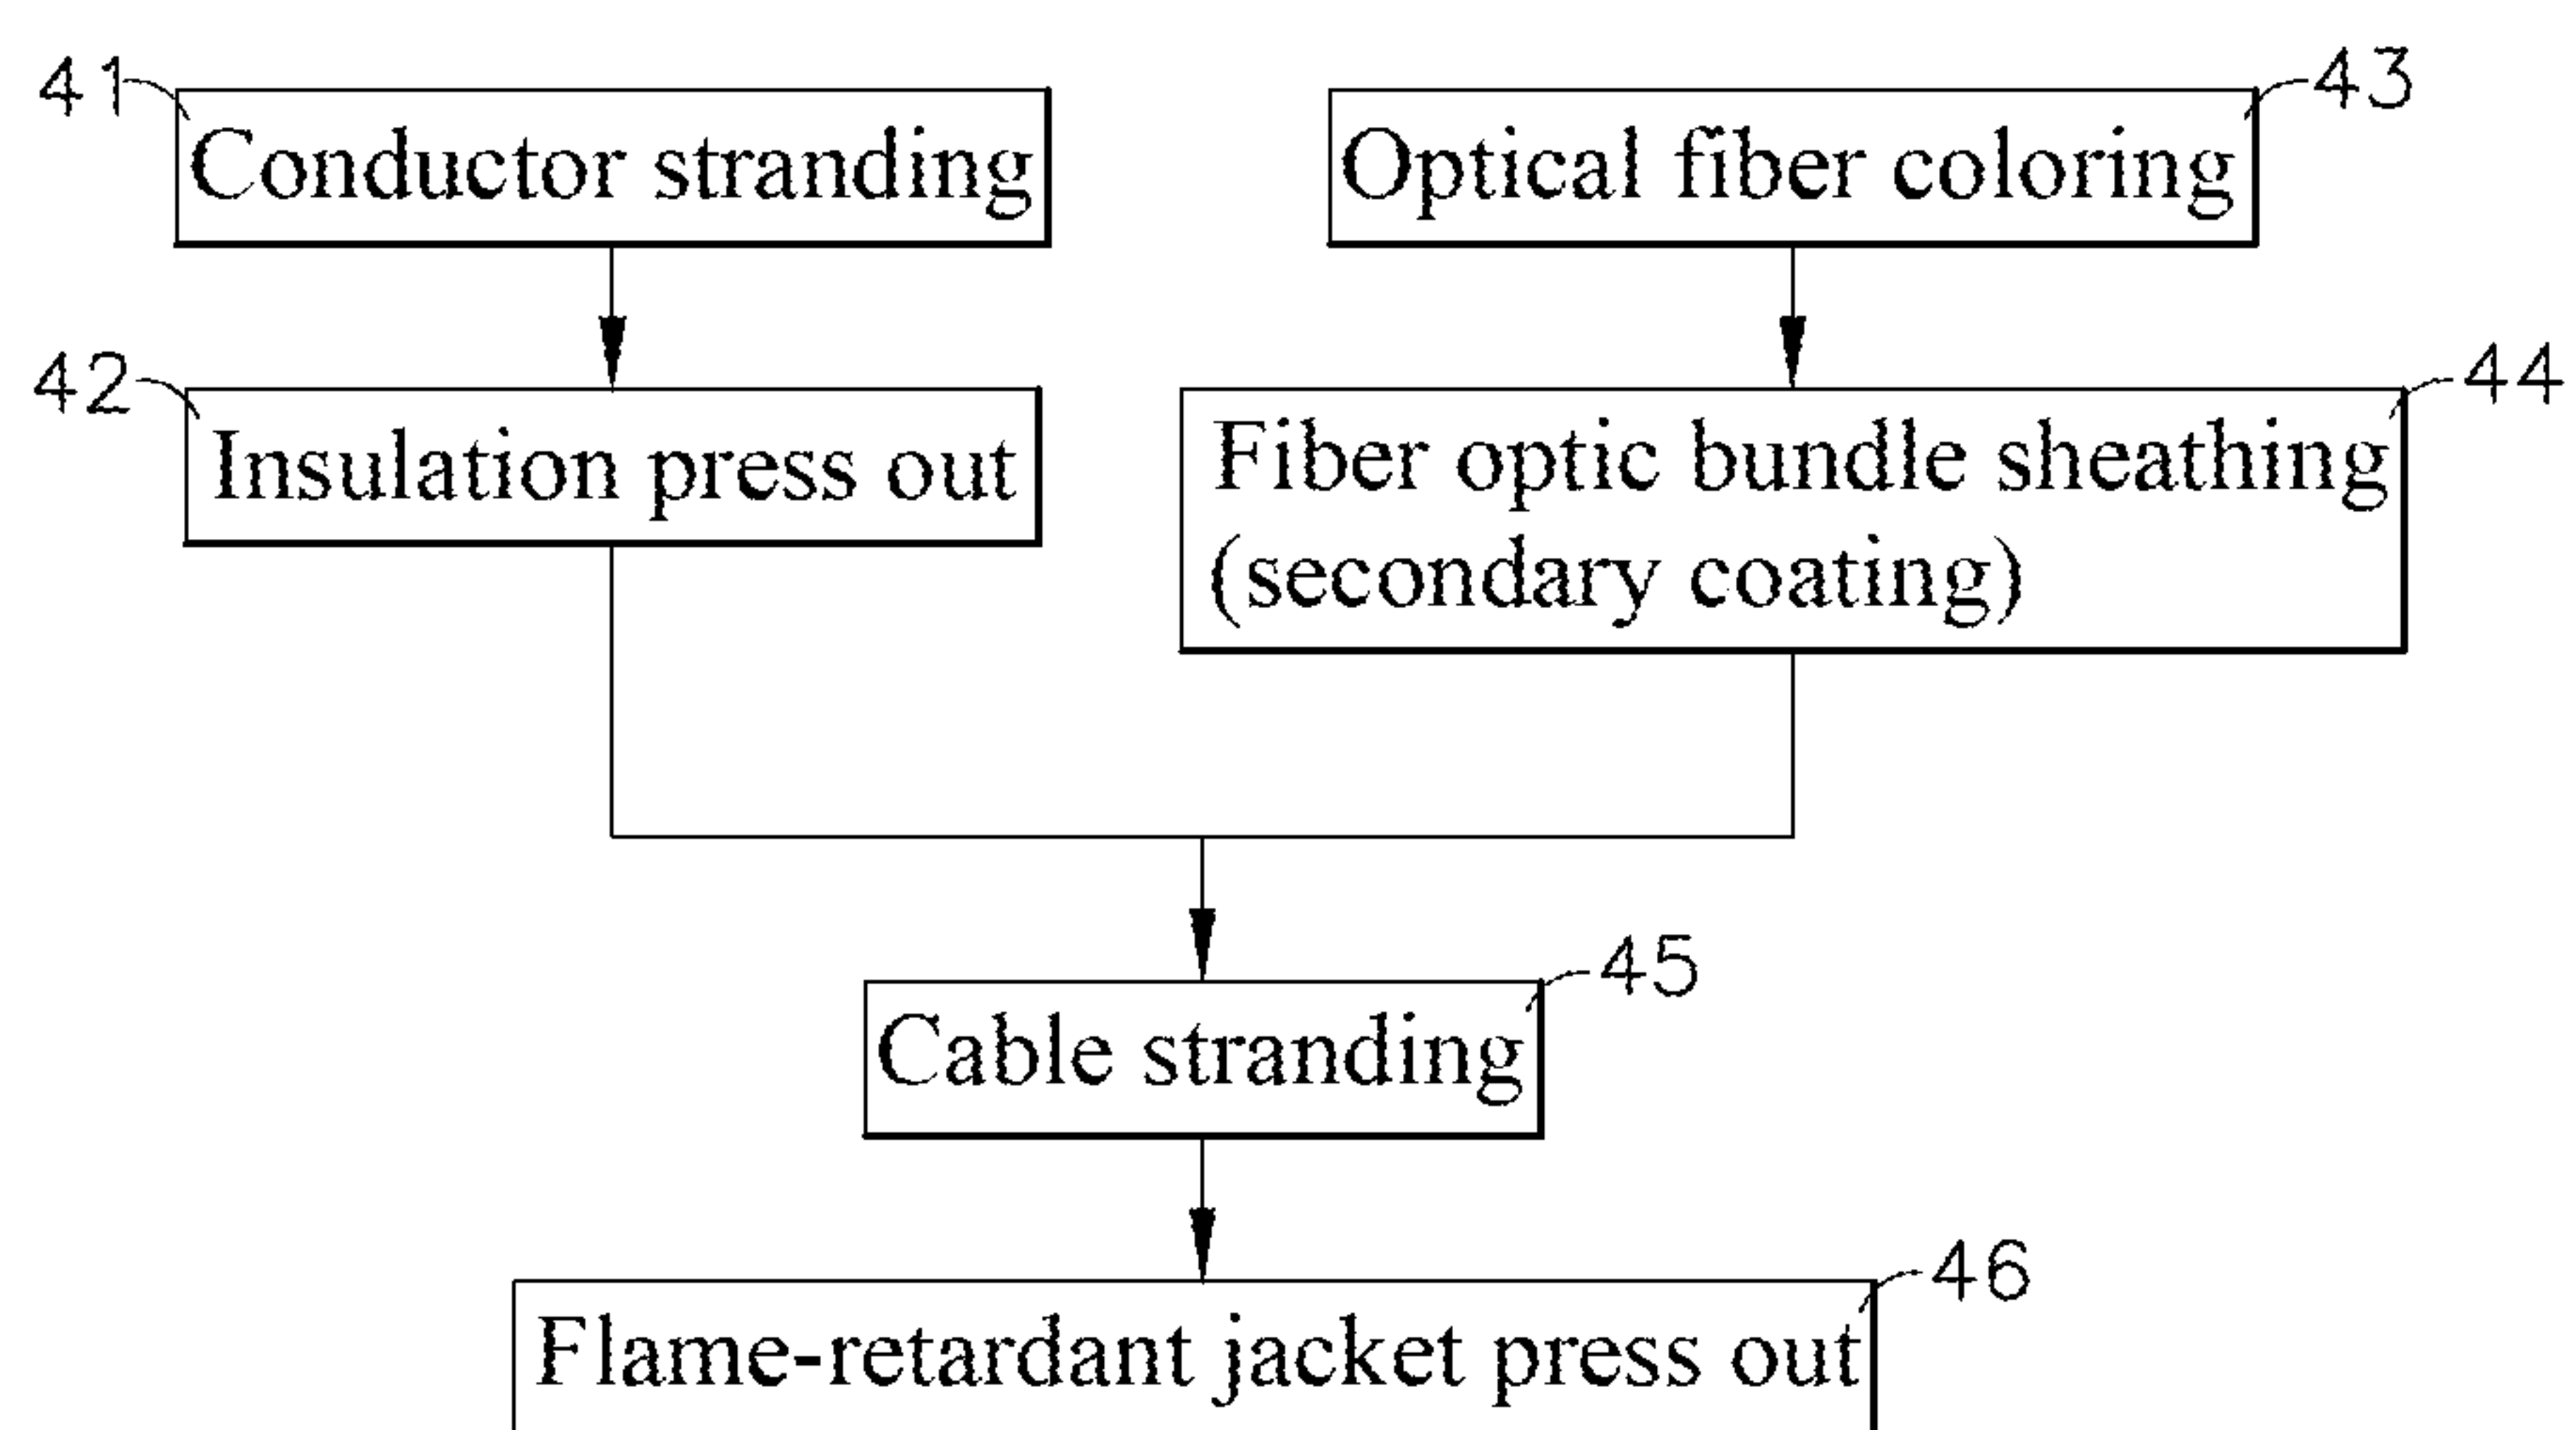 41
Conductor stranding
43
Optical fiber coloring
42
Insulation press out
44
Fiber optic bundle sheathing
(secondary coating)
45
Cable stranding
46
Flame-retardant jacket press out